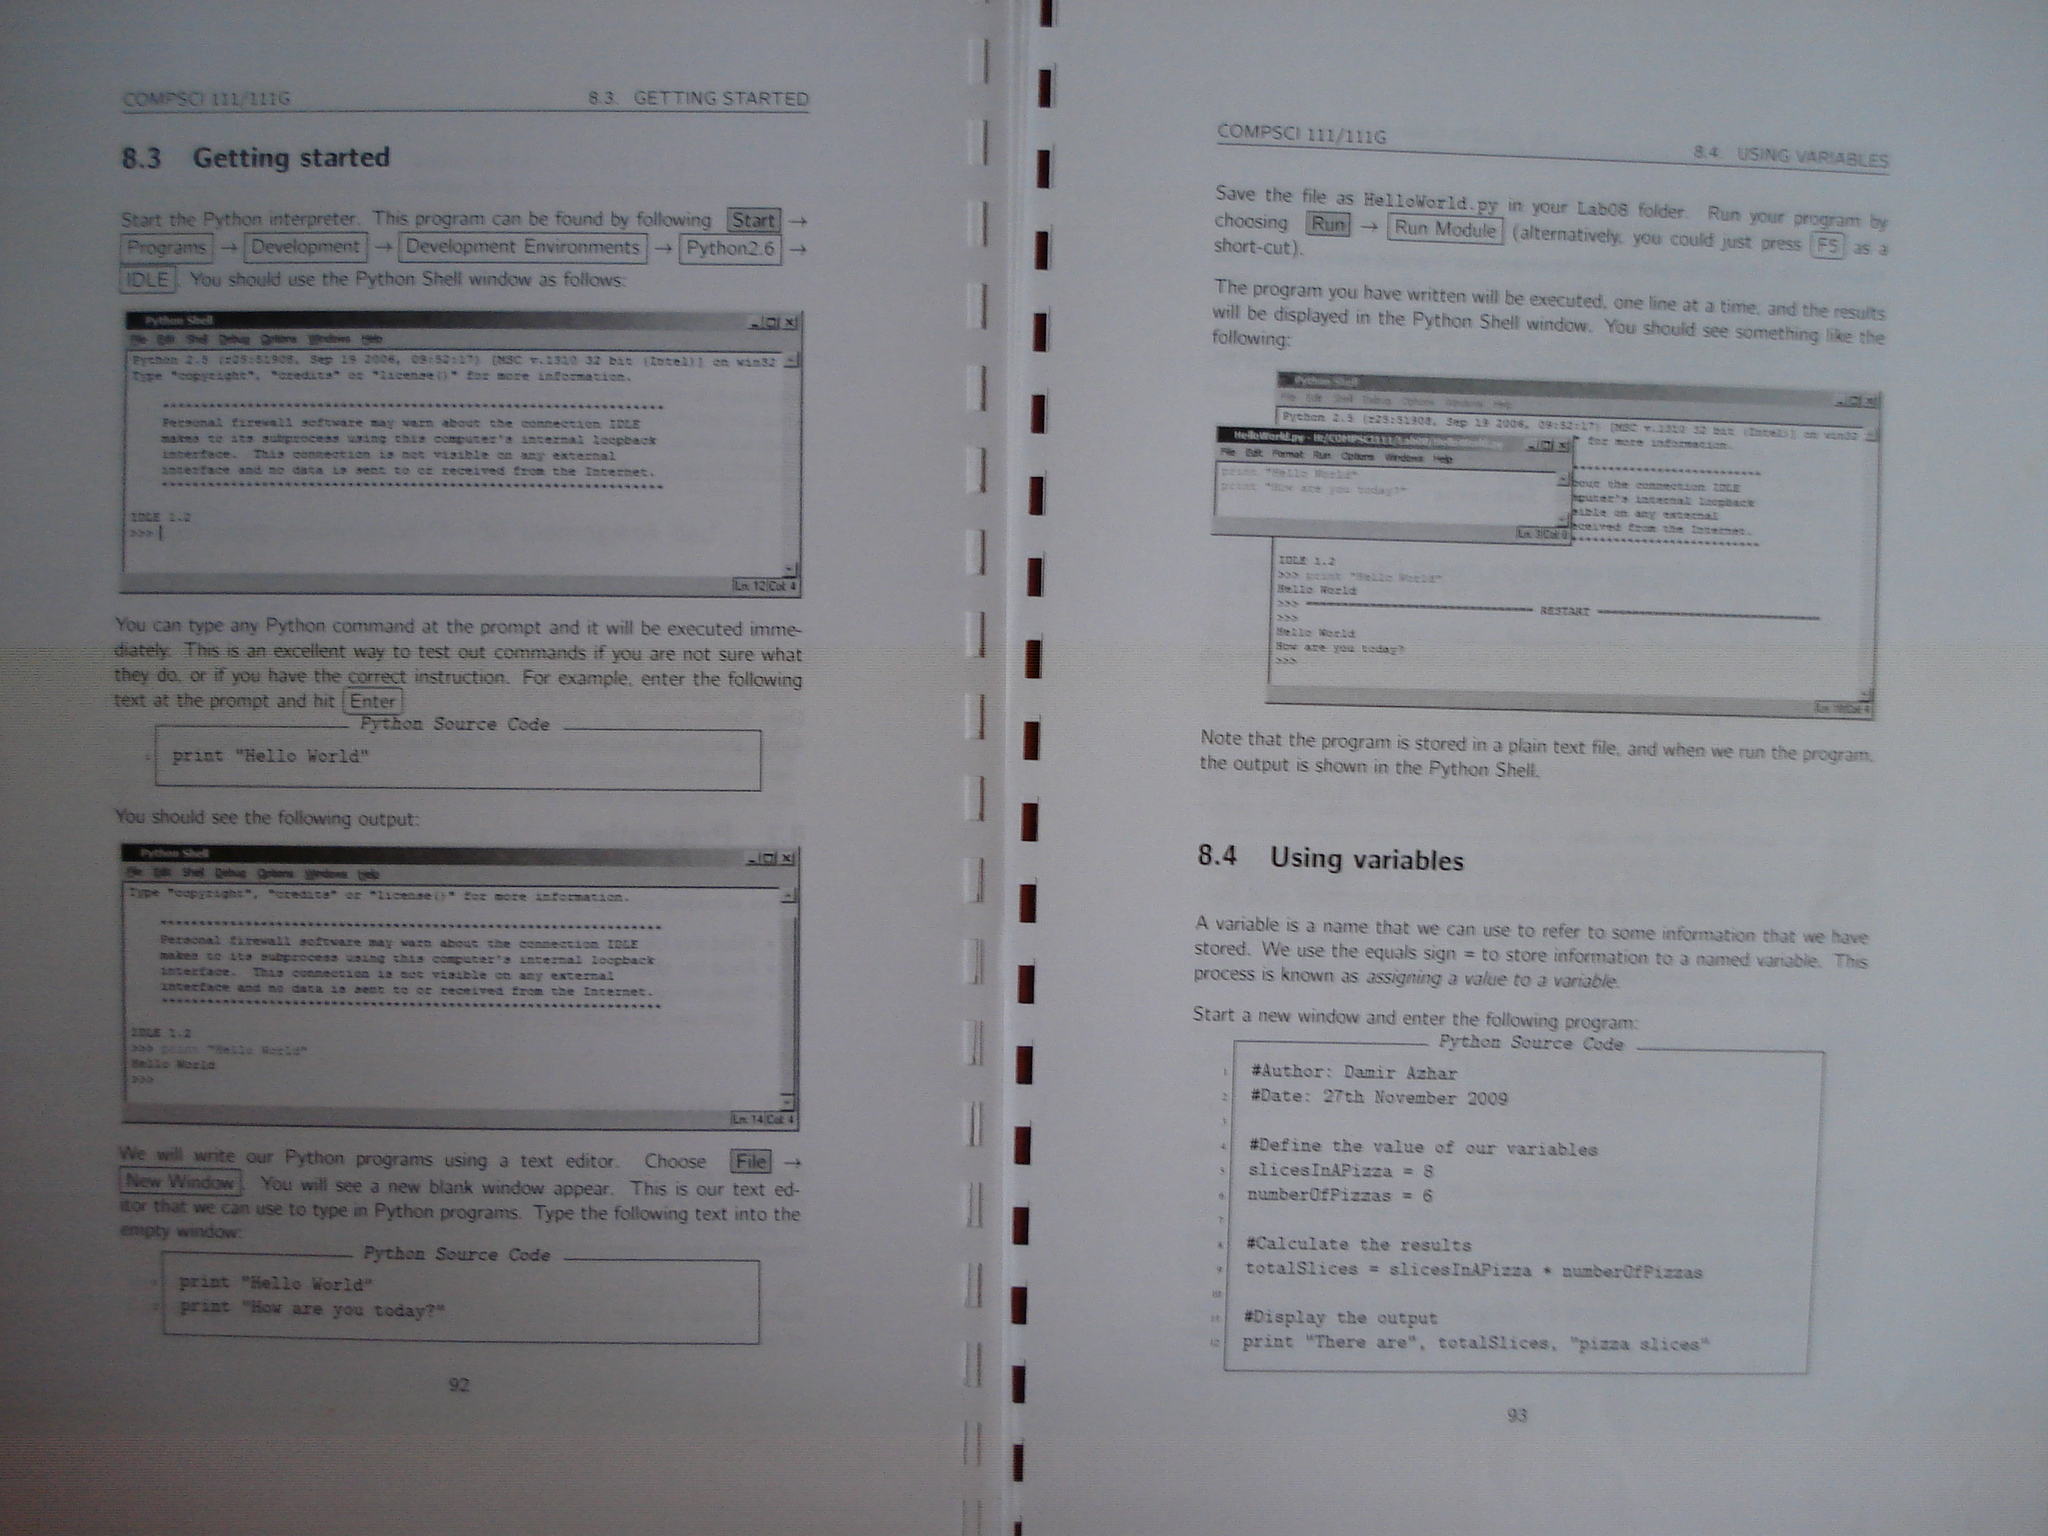 COMPSCI 111/111G 8.3. GETTING STARTED
8.3 Getting started
Start the Python interpreter. This program can be found by following Start →
Programs → Development → Development Environments → Python2.6 →
IDLE. You should use the Python Shell window as follows:
Python Shell
File Edit Shell Debug Options Windows Help
Python 2.5 (r25:51908, Sep 19 2006, 09:52:17) [MSC v.1310 32 bit (Intel)] on win32
Type "copyright", "credits" or "license()" for more information.
Personal firewall software may warn about the connection IDLE
makes to its subprocess using this computer's internal loopback
interface. This connection is not visible on any external
interface and no data is sent to or received from the Internet.
IDLE 1.2
>>>
Ln: 12 Col: 4
You can type any Python command at the prompt and it will be executed imme-
diately. This is an excellent way to test out commands if you are not sure what
they do, or if you have the correct instruction. For example, enter the following
text at the prompt and hit Enter
Python Source Code
1 print "Hello World"
You should see the following output:
Python Shell
File Edit Shell Debug Options Windows Help
Type "copyright", "credits" or "license()" for more information.
Personal firewall software may warn about the connection IDLE
makes to its subprocess using this computer's internal loopback
interface. This connection is not visible on any external
interface and no data is sent to or received from the Internet.
IDLE 1.2
>>> print "Hello World"
Hello World
>>>
Ln: 14 Col: 4
We will write our Python programs using a text editor. Choose File →
New Window. You will see a new blank window appear. This is our text ed-
itor that we can use to type in Python programs. Type the following text into the
empty window:
Python Source Code
1 print "Hello World"
2 print "How are you today?"
92
COMPSCI 111/111G
8.4. USING VARIABLES
Save the file as HelloWorld.py in your Lab08 folder. Run your program by
choosing Run → Run Module (alternatively, you could just press F5 as a
short-cut).
The program you have written will be executed, one line at a time, and the results
will be displayed in the Python Shell window. You should see something like the
following:
Python Shell
File Edit Shell Debug Options Windows Help
Python 2.5 (r25:51908, Sep 19 2006, 09:52:17) [MSC v.1310 32 bit (Intel)] on win32
for more information.
HelloWorld.py - H:/COMPSCI111/Lab08/HelloWorld.py
File Edit Format Run Options Windows Help
print "Hello World"
print "How are you today?"
Ln: 3 Col: 0
bout the connection IDLE
mputer's internal loopback
sible on any external
eceived from the Internet.
IDLE 1.2
>>> print "Hello World"
Hello World
>>> RESTART
>>>
Hello World
How are you today?
>>>
Note that the program is stored in a plain text file, and when we run the program,
the output is shown in the Python Shell.
8.4 Using variables
A variable is a name that we can use to refer to some information that we have
stored. We use the equals sign = to store information to a named variable. This
process is known as assigning a value to a variable.
Start a new window and enter the following program:
Python Source Code
1 #Author: Damir Azhar
2 #Date: 27th November 2009
3
4 #Define the value of our variables
5 slicesInAPizza = 8
6 numberOfPizzas = 6
7
8 #Calculate the results
9 totalSlices = slicesInAPizza * numberOfPizzas
10
11 #Display the output
12 print "There are", totalSlices, "pizza slices"
93